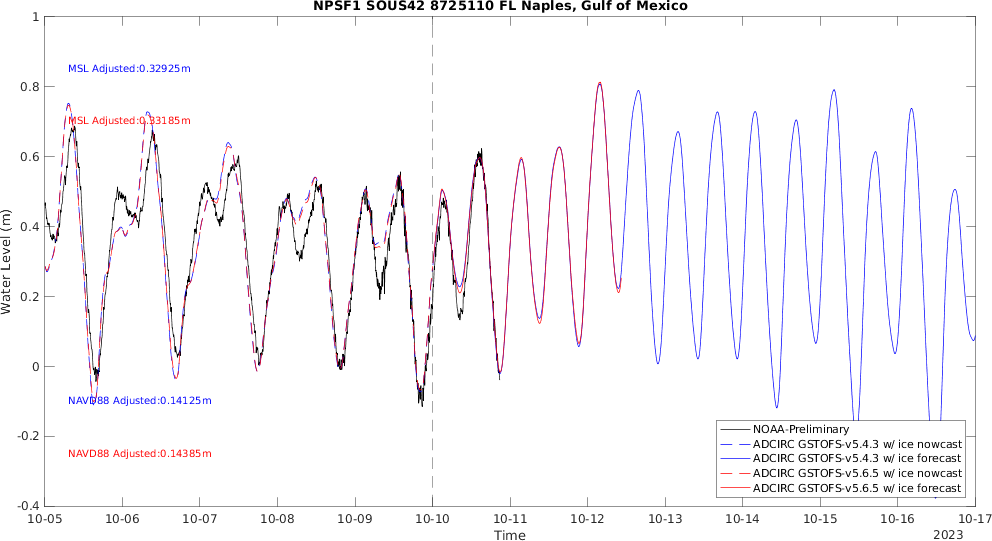 NPSF1 SOUS42 8725110 FL Naples, Gulf of Mexico
1
0.8
0.6
0.4
0.2
0
-0.2
-0.4
Water Level (m)
MSL Adjusted:0.32925m
MSL Adjusted:0.33185m
NAVD88 Adjusted:0.14125m
NAVD88 Adjusted:0.14385m
NOAA-Preliminary
ADCIRC GSTOFS-v5.4.3 w/ ice nowcast
ADCIRC GSTOFS-v5.4.3 w/ ice forecast
ADCIRC GSTOFS-v5.6.5 w/ ice nowcast
ADCIRC GSTOFS-v5.6.5 w/ ice forecast
10-05 10-06 10-07 10-08 10-09 10-10 10-11 10-12 10-13 10-14 10-15 10-16 10-17
Time
2023